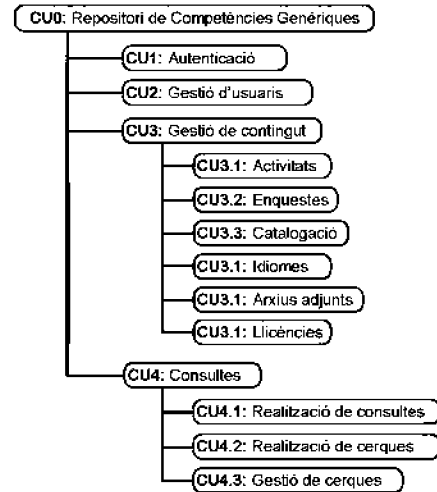 CU0: Repositori de Competències Genèriques
CU1: Autenticació
CU2: Gestió d'usuaris
CU3: Gestió de contingut
CU3.1: Activitats
CU3.2: Enquestes
CU3.3: Catalogació
CU3.1: Idiomes
CU3.1: Arxius adjunts
CU3.1: Llicències
CU4: Consultes
CU4.1: Realització de consultes
CU4.2: Realització de cerques
CU4.3: Gestió de cerques